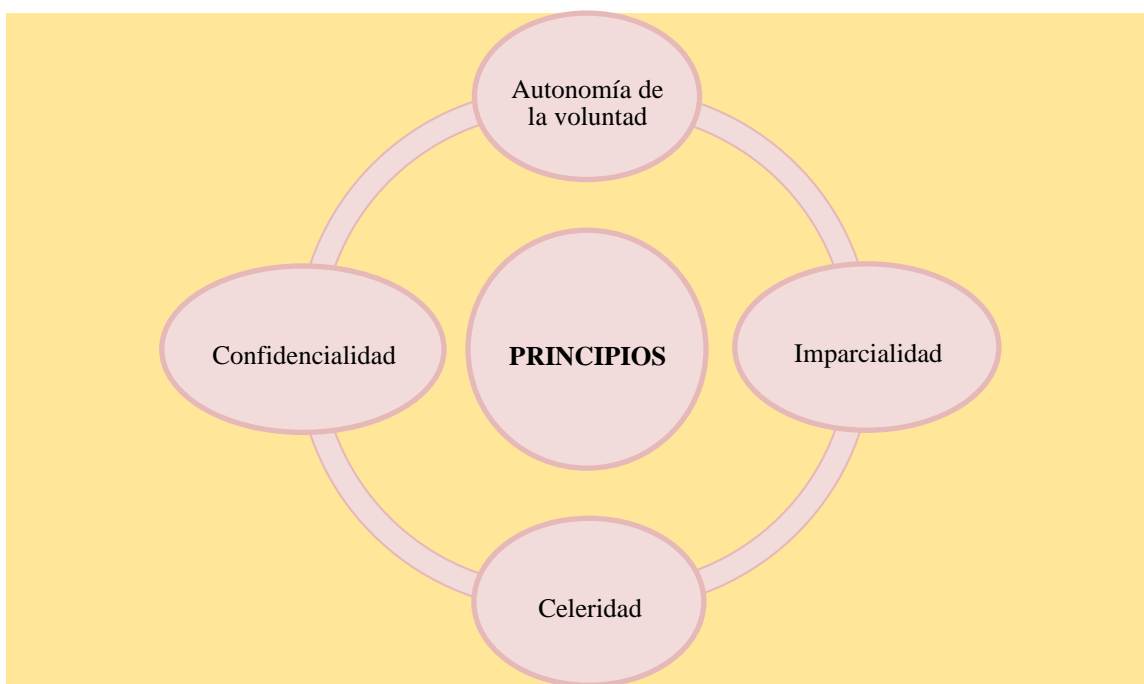 Autonomía de
la voluntad
Confidencialidad
PRINCIPIOS
Imparcialidad
Celeridad